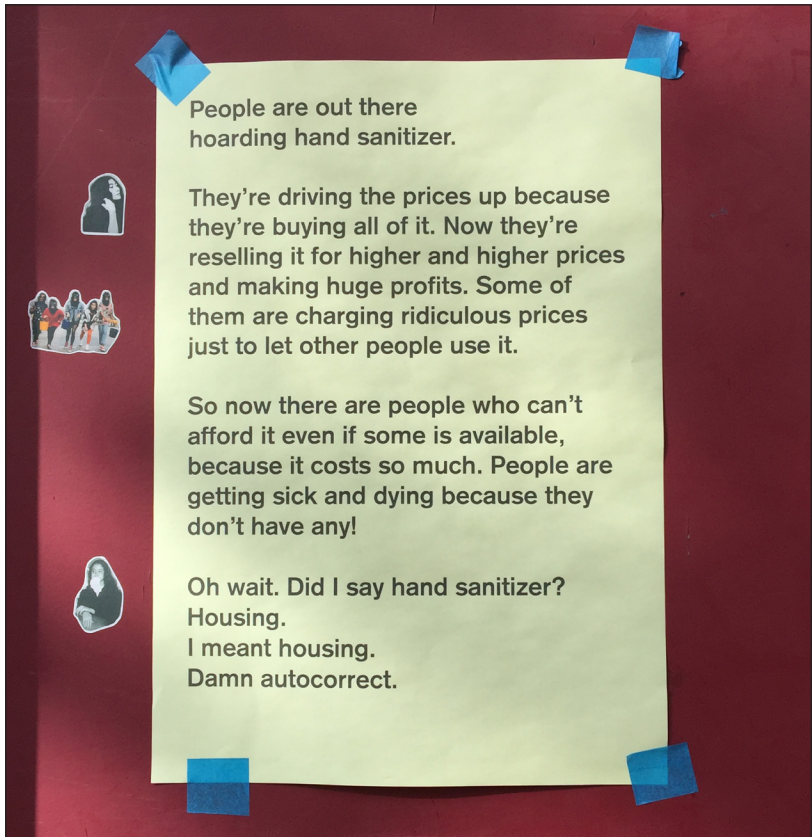 People are out there
hoarding hand sanitizer.
They’re driving the prices up because
they’re buying all of it. Now they’re
reselling it for higher and higher prices
and making huge profits. Some of
them are charging ridiculous prices
just to let other people use it.
So now there are people who can’t
afford it even if some is available,
because it costs so much. People are
getting sick and dying because they
don’t have any!
Oh wait. Did I say hand sanitizer?
Housing.
I meant housing.
Damn autocorrect.